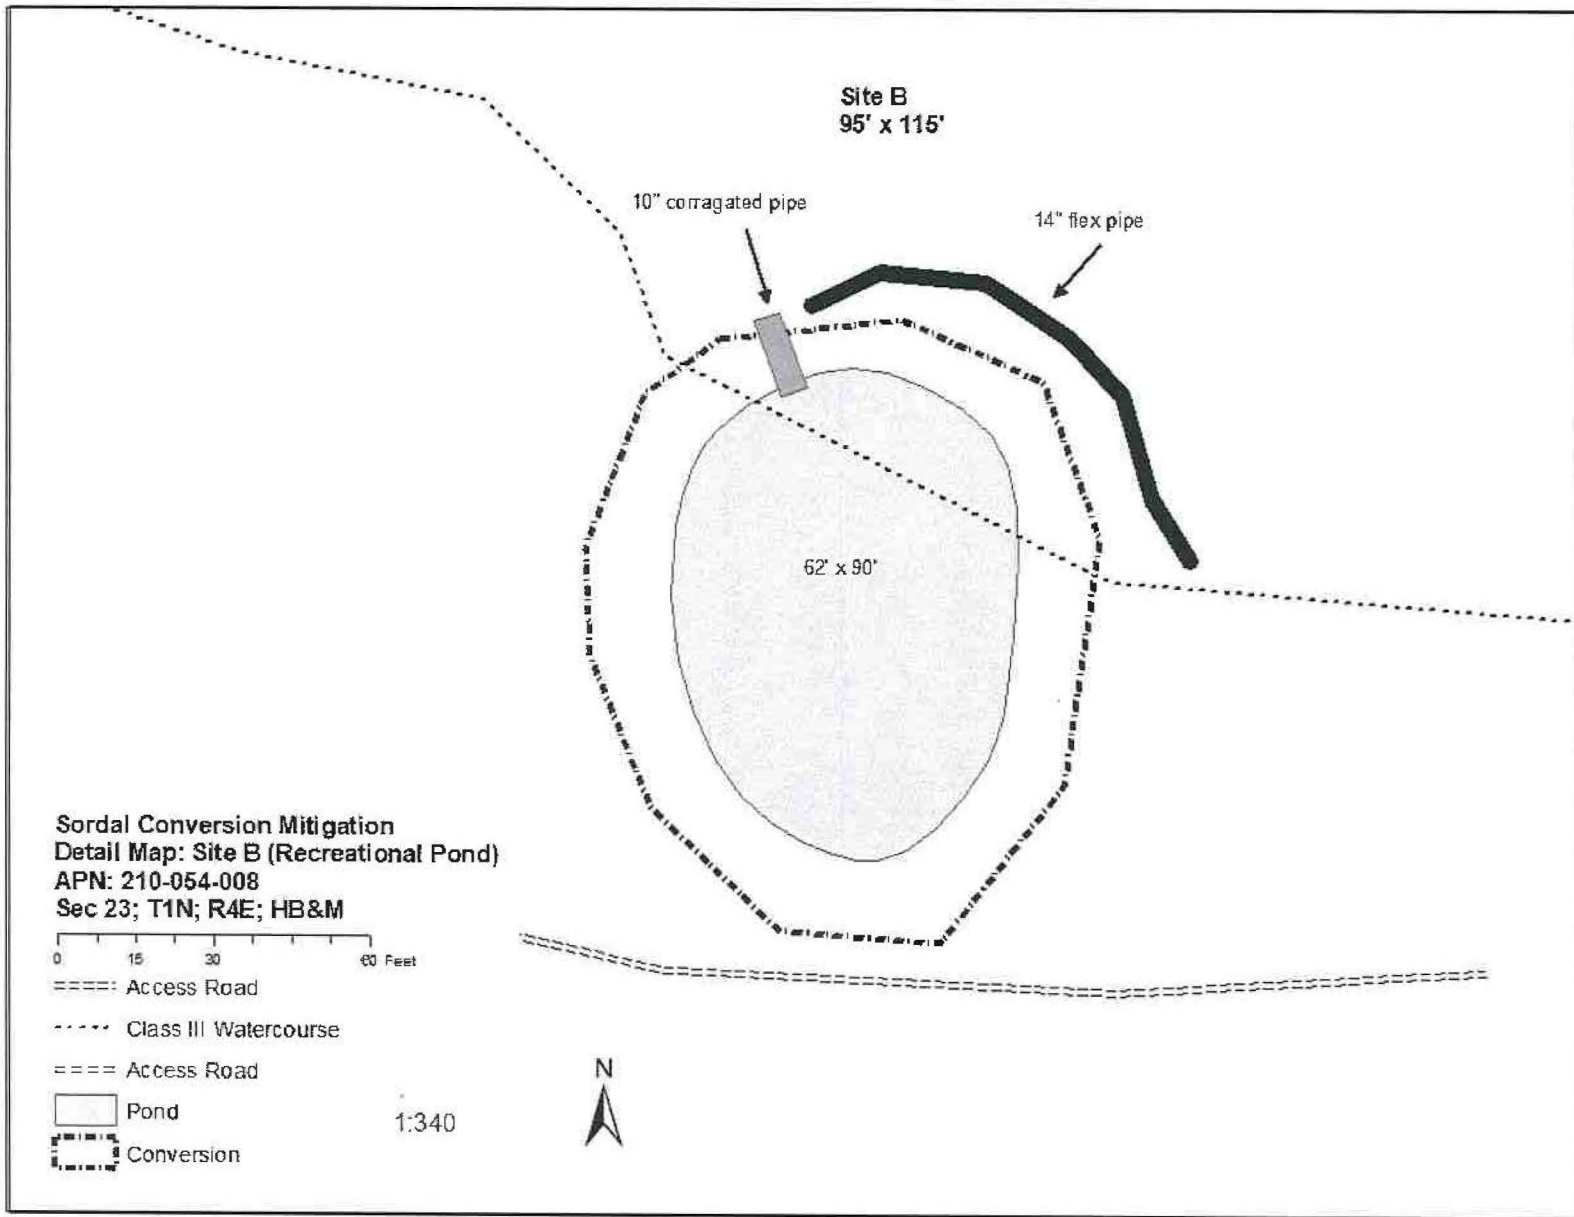 Site B
95' x 115'
10" corragated pipe
14" flex pipe
62' x 90'
Sordal Conversion Mitigation
Detail Map: Site B (Recreational Pond)
APN: 210-054-008
Sec 23; T1N; R4E; HB&M
0 15 30 60 Feet
Access Road
Class III Watercourse
Access Road
Pond
Conversion
1:340
N